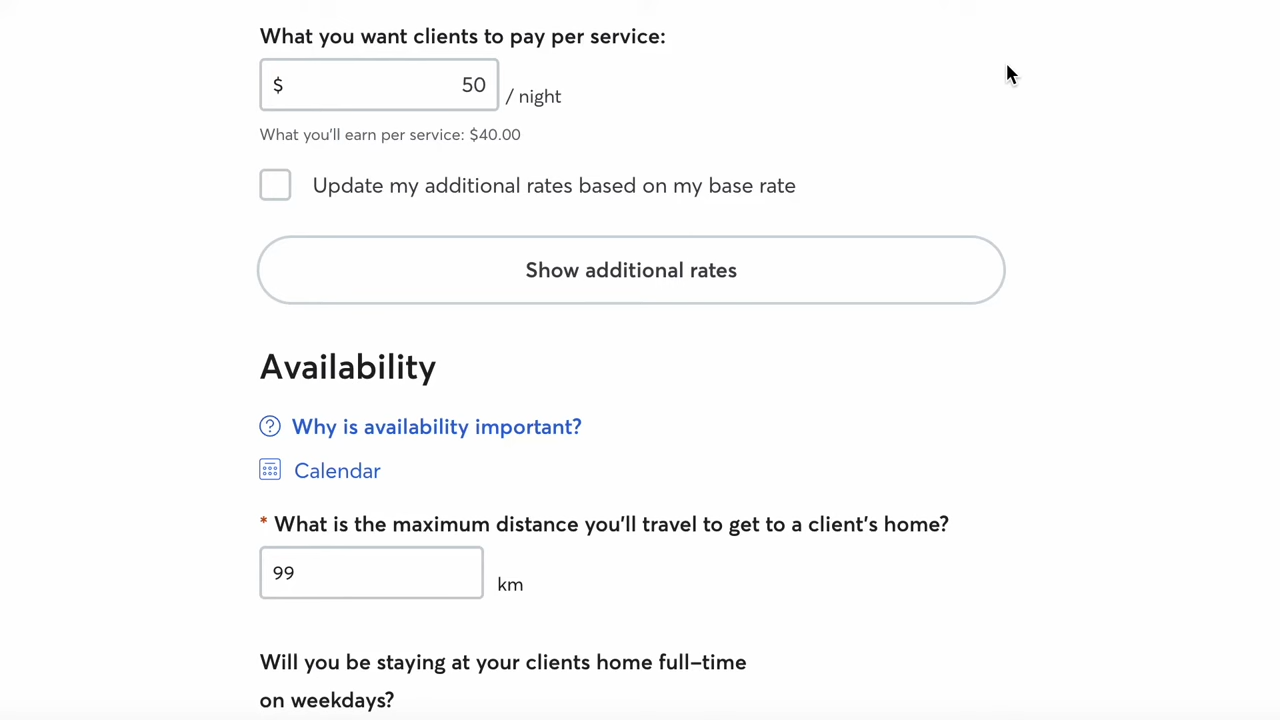 What you want clients to pay per service:
$ 50 / night
What you'll earn per service: $40.00
Update my additional rates based on my base rate
Show additional rates
Availability
Why is availability important?
Calendar
* What is the maximum distance you'll travel to get to a client's home?
99 km
Will you be staying at your clients home full-time
on weekdays?